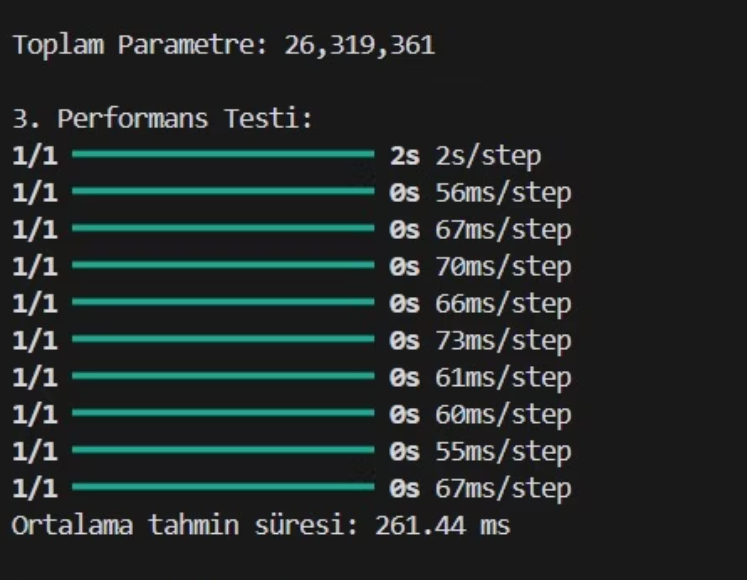 Toplam Parametre: 26,319,361
3. Performans Testi:
1/1 2s 2s/step
1/1 0s 56ms/step
1/1 0s 67ms/step
1/1 0s 70ms/step
1/1 0s 66ms/step
1/1 0s 73ms/step
1/1 0s 61ms/step
1/1 0s 60ms/step
1/1 0s 55ms/step
1/1 0s 67ms/step
Ortalama tahmin süresi: 261.44 ms